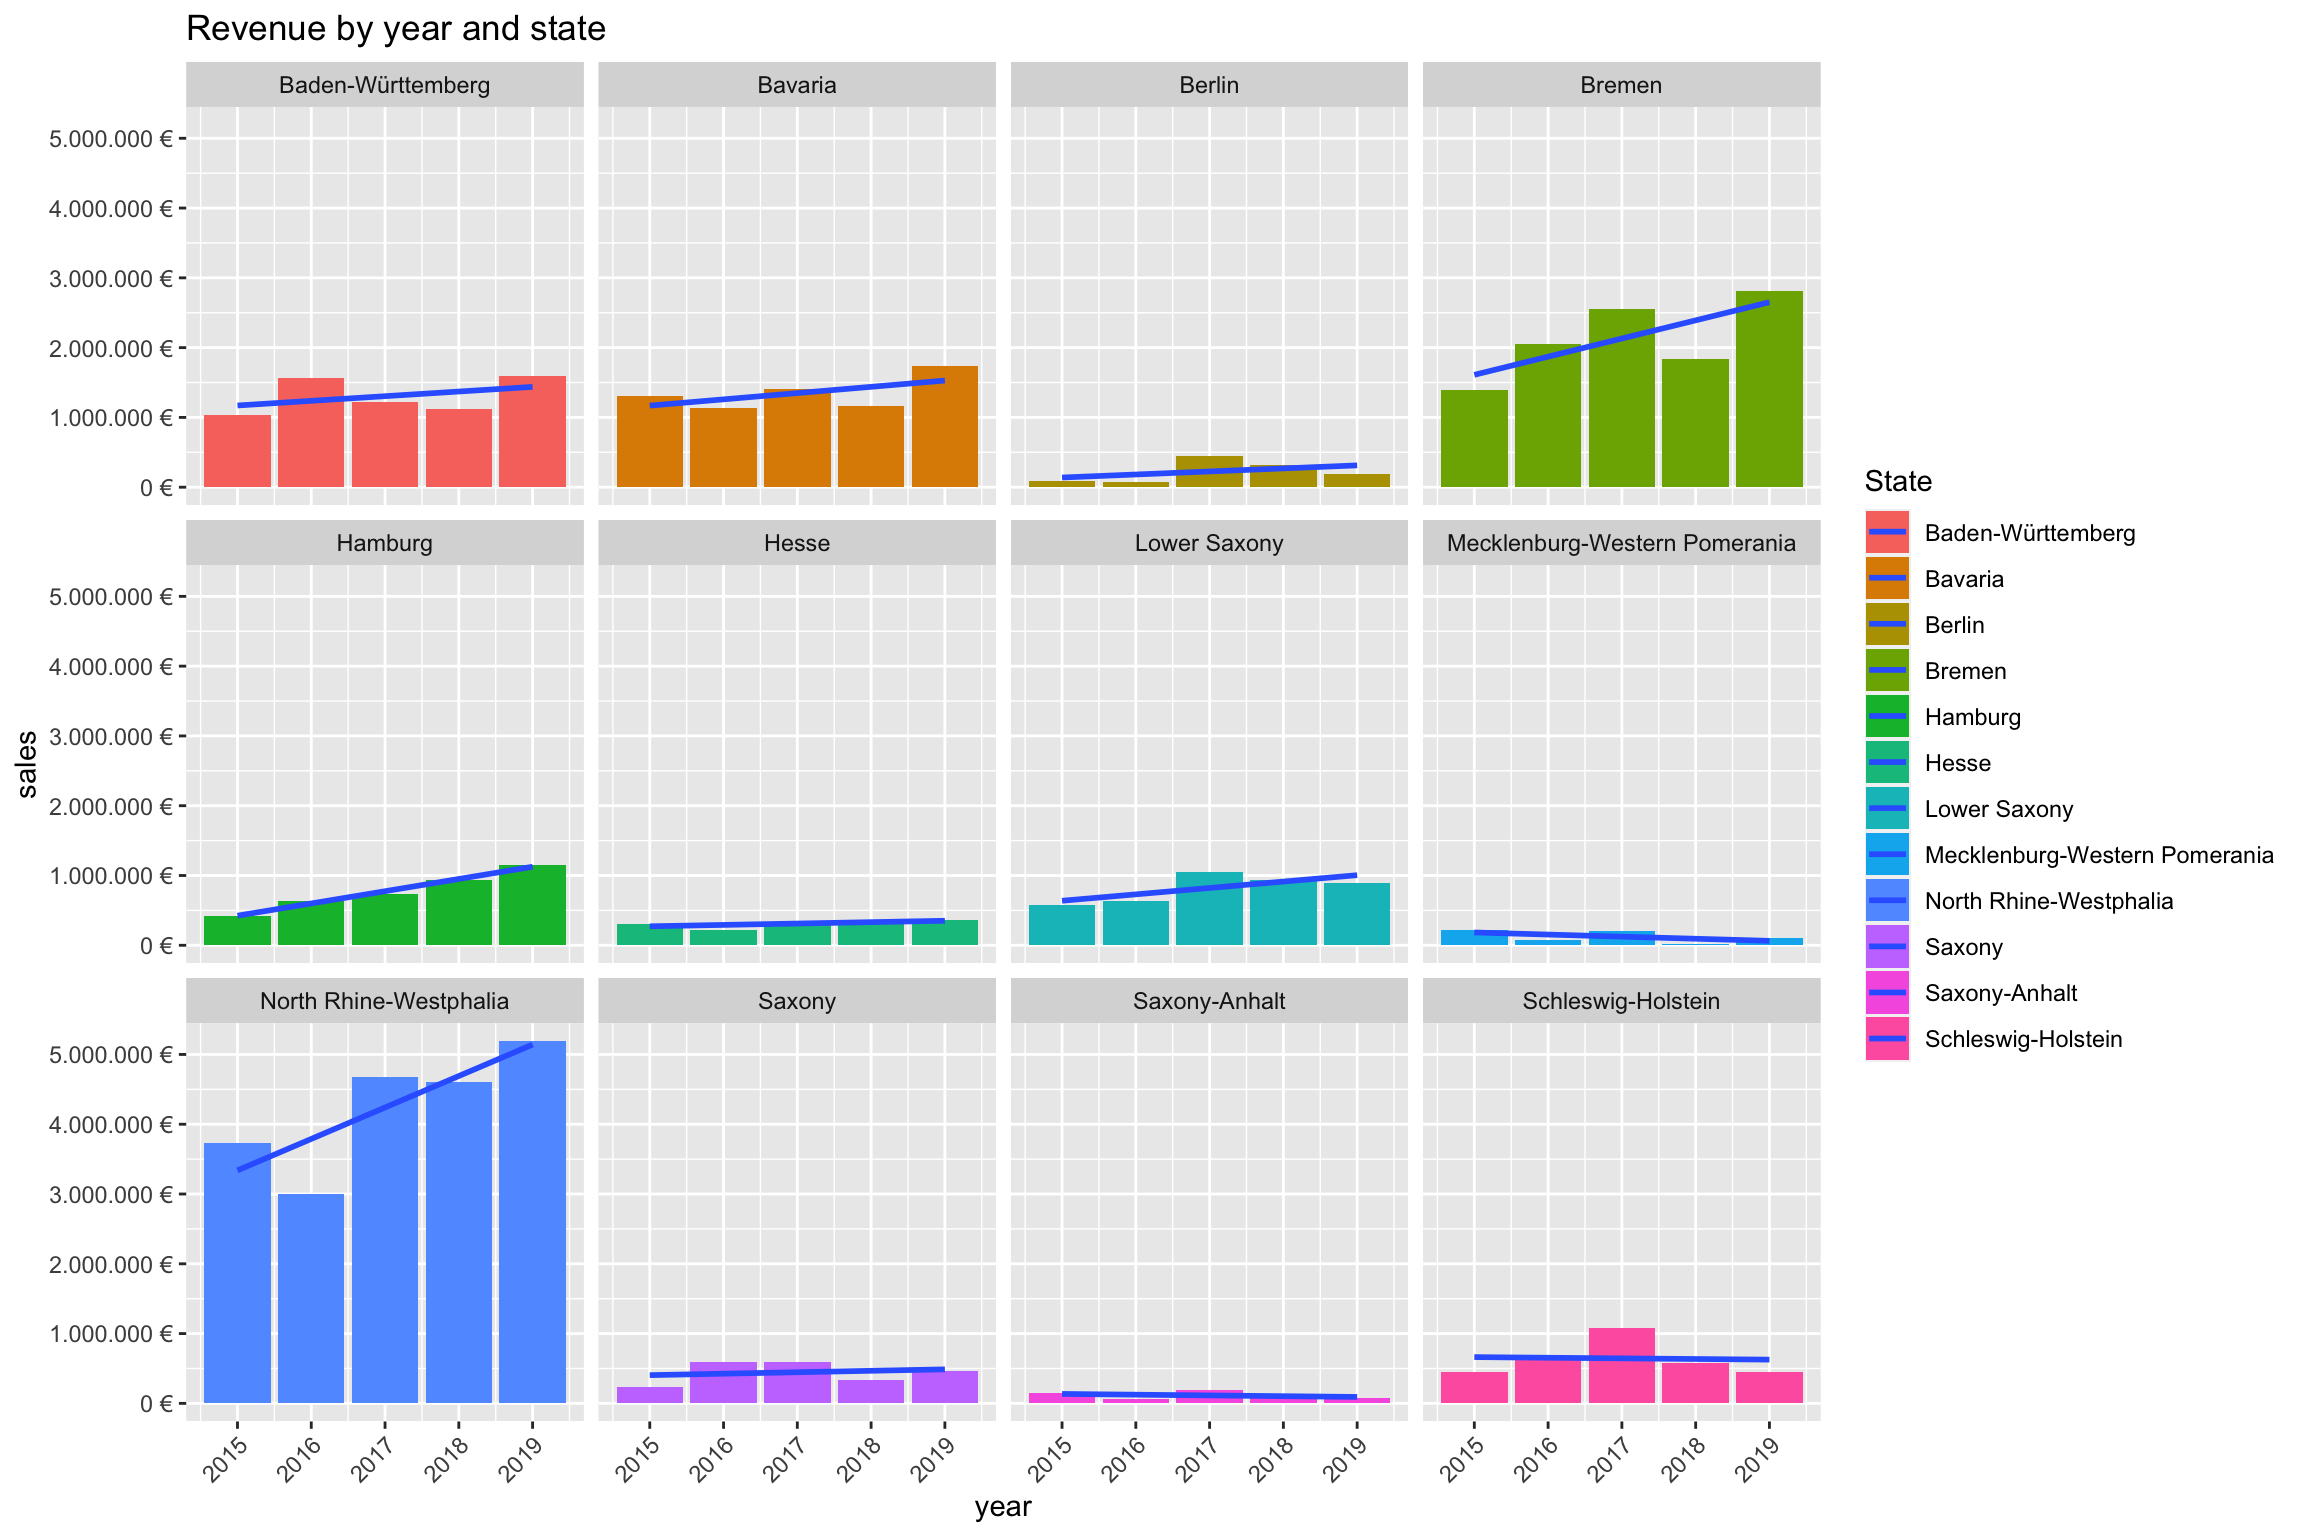 Revenue by year and state
Baden-Württemberg
Bavaria
Berlin
Bremen
5.000.000 €
4.000.000 €
3.000.000 €
2.000.000 €
1.000.000 €
0 €
Hamburg
Hesse
Lower Saxony
Mecklenburg-Western Pomerania
5.000.000 €
4.000.000 €
3.000.000 €
2.000.000 €
1.000.000 €
0 €
North Rhine-Westphalia
Saxony
Saxony-Anhalt
Schleswig-Holstein
5.000.000 €
4.000.000 €
3.000.000 €
2.000.000 €
1.000.000 €
0 €
sales
2015
2016
2017
2018
2019
2015
2016
2017
2018
2019
2015
2016
2017
2018
2019
2015
2016
2017
2018
2019
year
State
Baden-Württemberg
Bavaria
Berlin
Bremen
Hamburg
Hesse
Lower Saxony
Mecklenburg-Western Pomerania
North Rhine-Westphalia
Saxony
Saxony-Anhalt
Schleswig-Holstein